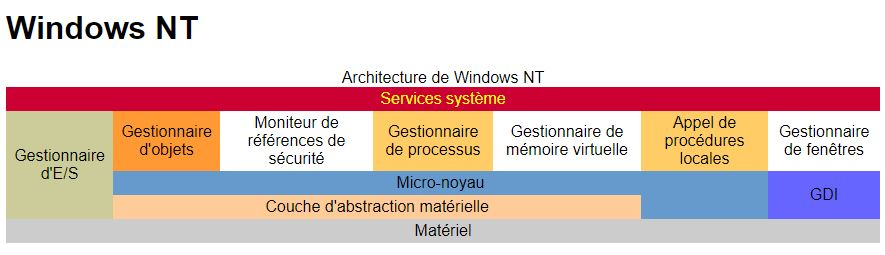 Windows NT
Architecture de Windows NT
Services système
Gestionnaire
d'E/S
Gestionnaire
d'objets
Moniteur de
références de
sécurité
Gestionnaire
de processus
Gestionnaire de
mémoire virtuelle
Appel de
procédures
locales
Gestionnaire
de fenêtres
Micro-noyau
GDI
Couche d'abstraction matérielle
Matériel